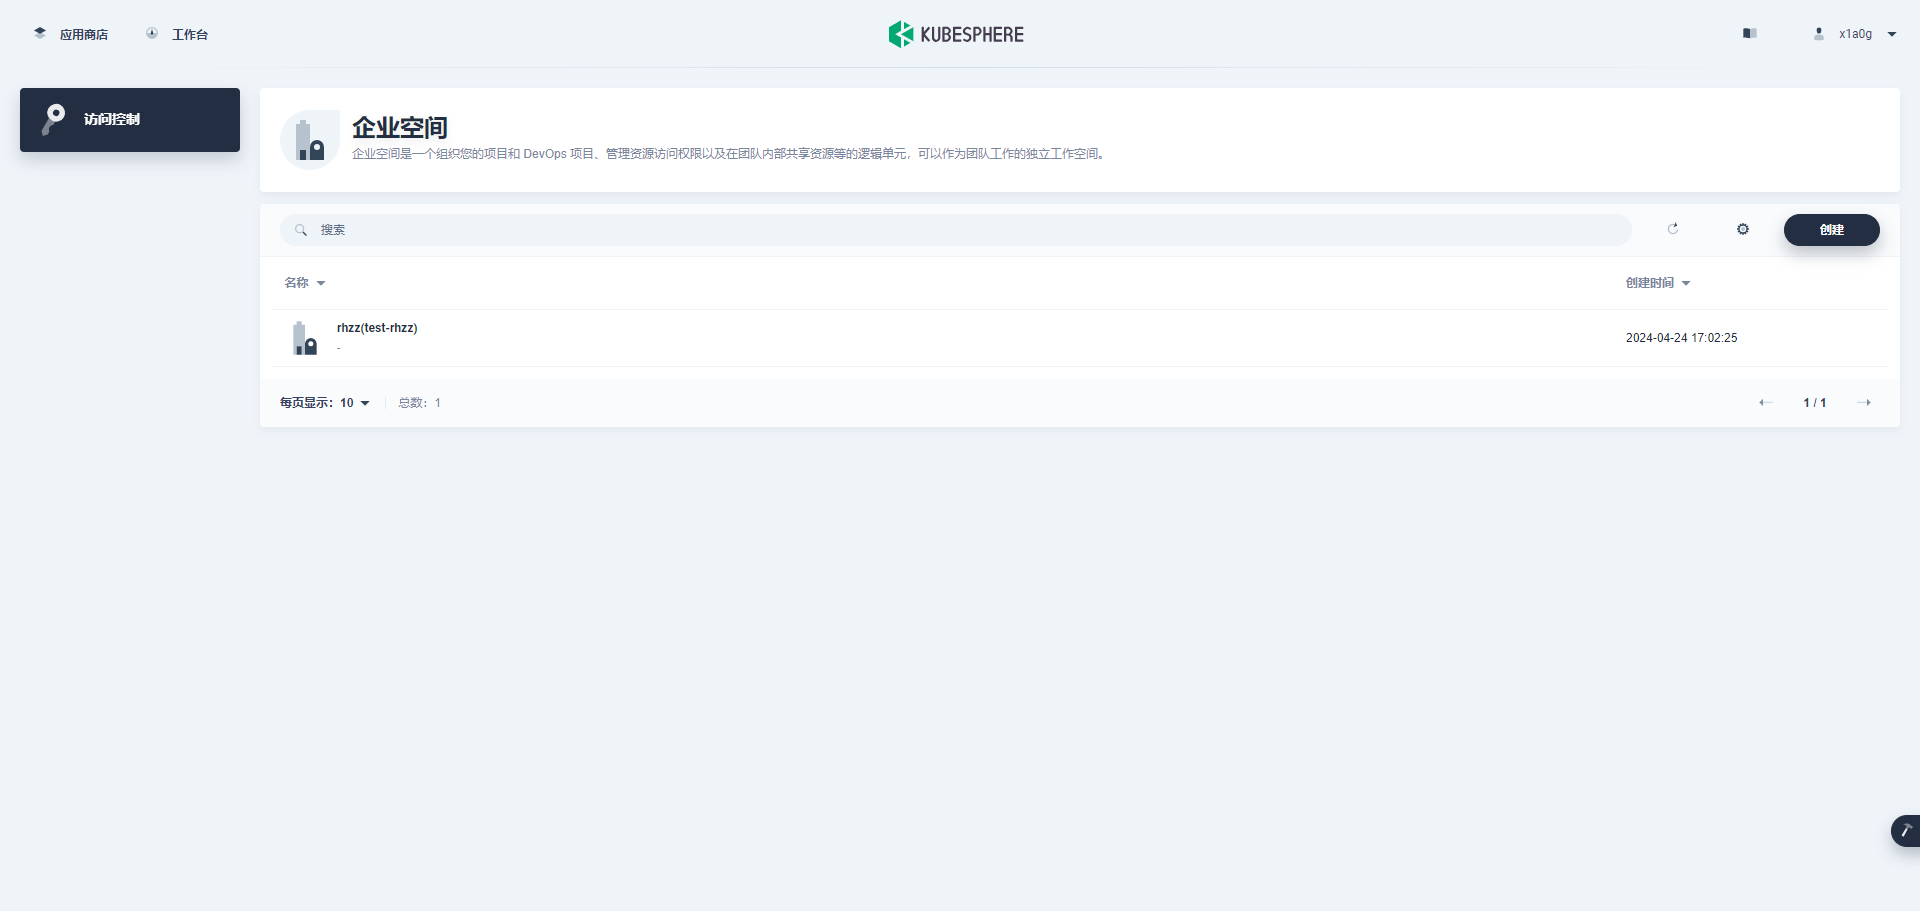 应用商店
工作台
KUBESPHERE
x1a0g
访问控制
企业空间
企业空间是一个组织您的项目和 DevOps 项目、管理资源访问权限以及在团队内部共享资源等的逻辑单元，可以作为团队工作的独立工作空间。
搜索
创建
名称
创建时间
rhzz(test-rhzz)
-
2024-04-24 17:02:25
每页显示：10
总数：1
1 / 1